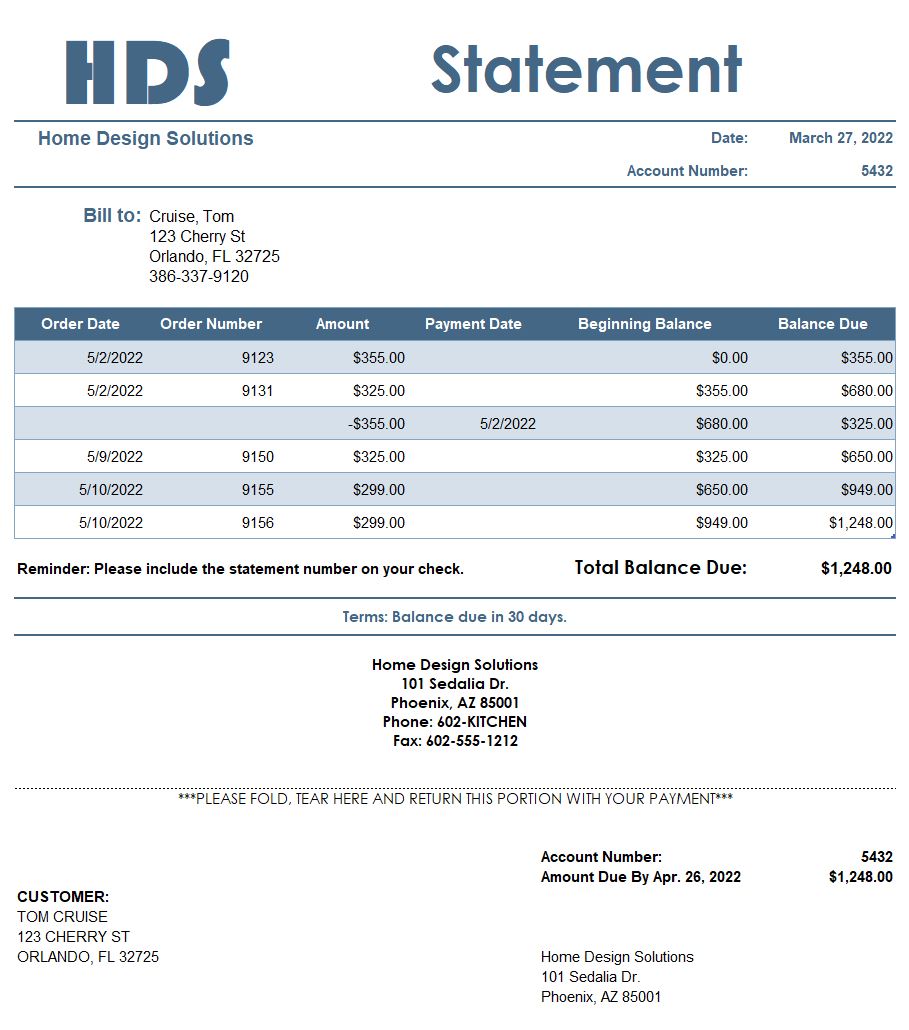 HDS Statement
Home Design Solutions Date: March 27, 2022
Account Number: 5432
Bill to: Cruise, Tom
123 Cherry St
Orlando, FL 32725
386-337-9120
Order Date Order Number Amount Payment Date Beginning Balance Balance Due
5/2/2022 9123 $355.00 $0.00 $355.00
5/2/2022 9131 $325.00 $355.00 $680.00
-$355.00 5/2/2022 $680.00 $325.00
5/9/2022 9150 $325.00 $325.00 $650.00
5/10/2022 9155 $299.00 $650.00 $949.00
5/10/2022 9156 $299.00 $949.00 $1,248.00
Reminder: Please include the statement number on your check. Total Balance Due: $1,248.00
Terms: Balance due in 30 days.
Home Design Solutions
101 Sedalia Dr.
Phoenix, AZ 85001
Phone: 602-KITCHEN
Fax: 602-555-1212
***PLEASE FOLD, TEAR HERE AND RETURN THIS PORTION WITH YOUR PAYMENT***
Account Number: 5432
Amount Due By Apr. 26, 2022 $1,248.00
CUSTOMER:
TOM CRUISE
123 CHERRY ST
ORLANDO, FL 32725
Home Design Solutions
101 Sedalia Dr.
Phoenix, AZ 85001